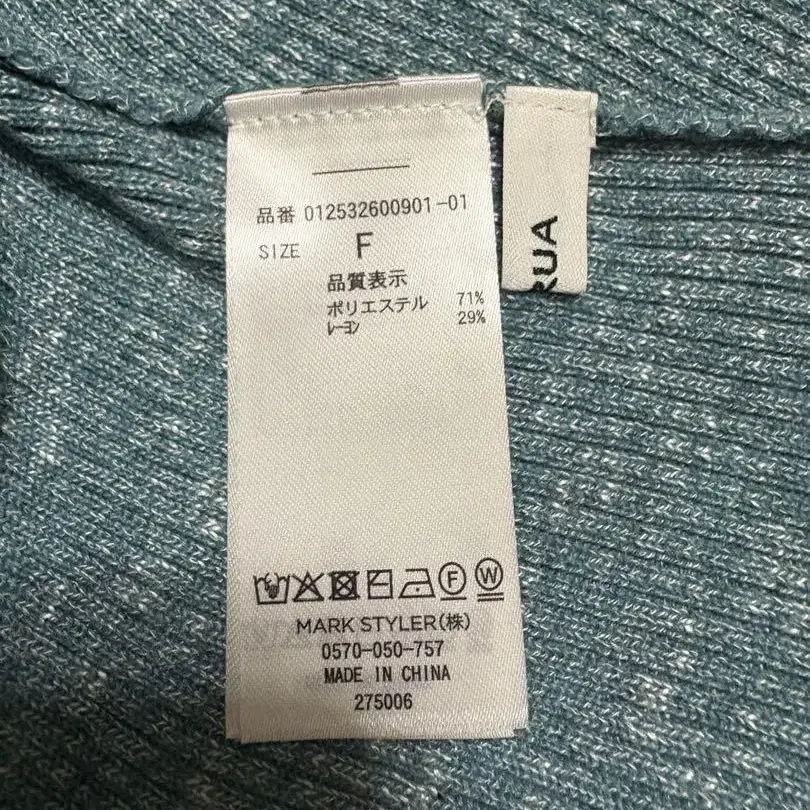 品番 012532600901-01
SIZE F
品質表示
ポリエステル 71%
レーヨン 29%
F
W
MARK STYLER(株)
0570-050-757
MADE IN CHINA
275006
RUA